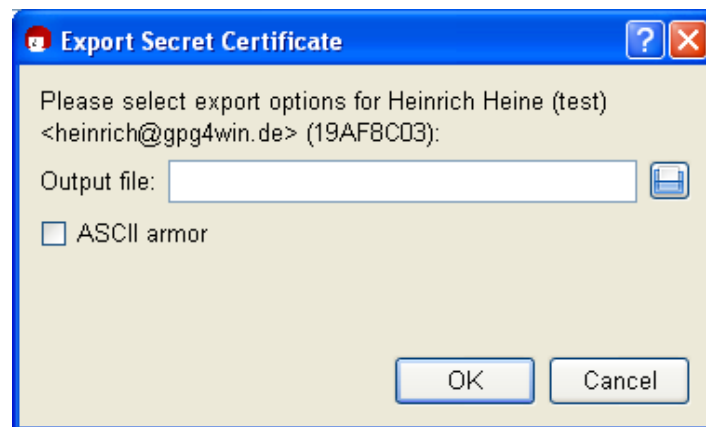 Export Secret Certificate
?
Please select export options for Heinrich Heine (test)
<heinrich@gpg4win.de> (19AF8C03):
Output file:
ASCII armor
OK Cancel